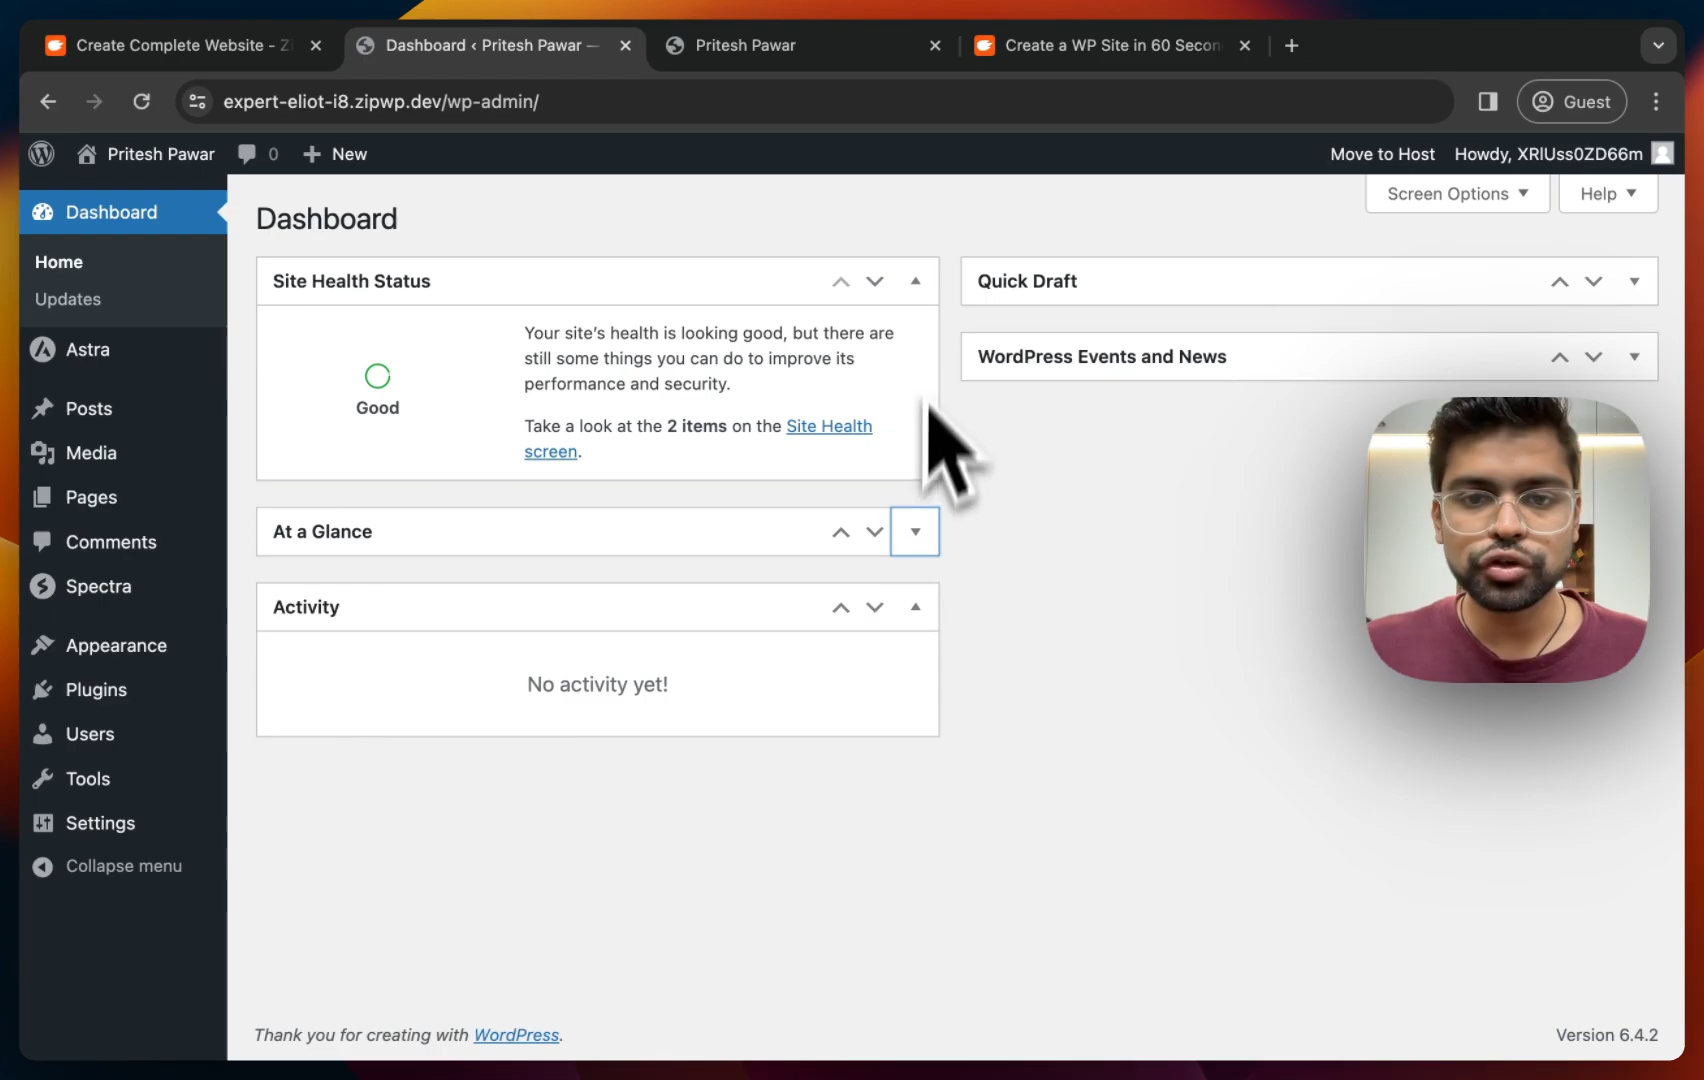 Create Complete Website - Z
Dashboard ‹ Pritesh Pawar —
Pritesh Pawar
Create a WP Site in 60 Secon
expert-eliot-i8.zipwp.dev/wp-admin/
Guest
Pritesh Pawar
0
New
Move to Host
Howdy, XRlUss0ZD66m
Dashboard
Home
Updates
Astra
Posts
Media
Pages
Comments
Spectra
Appearance
Plugins
Users
Tools
Settings
Collapse menu
Screen Options
Help
Dashboard
Site Health Status
Good
Your site’s health is looking good, but there are
still some things you can do to improve its
performance and security.
Take a look at the 2 items on the Site Health
screen.
At a Glance
Activity
No activity yet!
Quick Draft
WordPress Events and News
Thank you for creating with WordPress.
Version 6.4.2